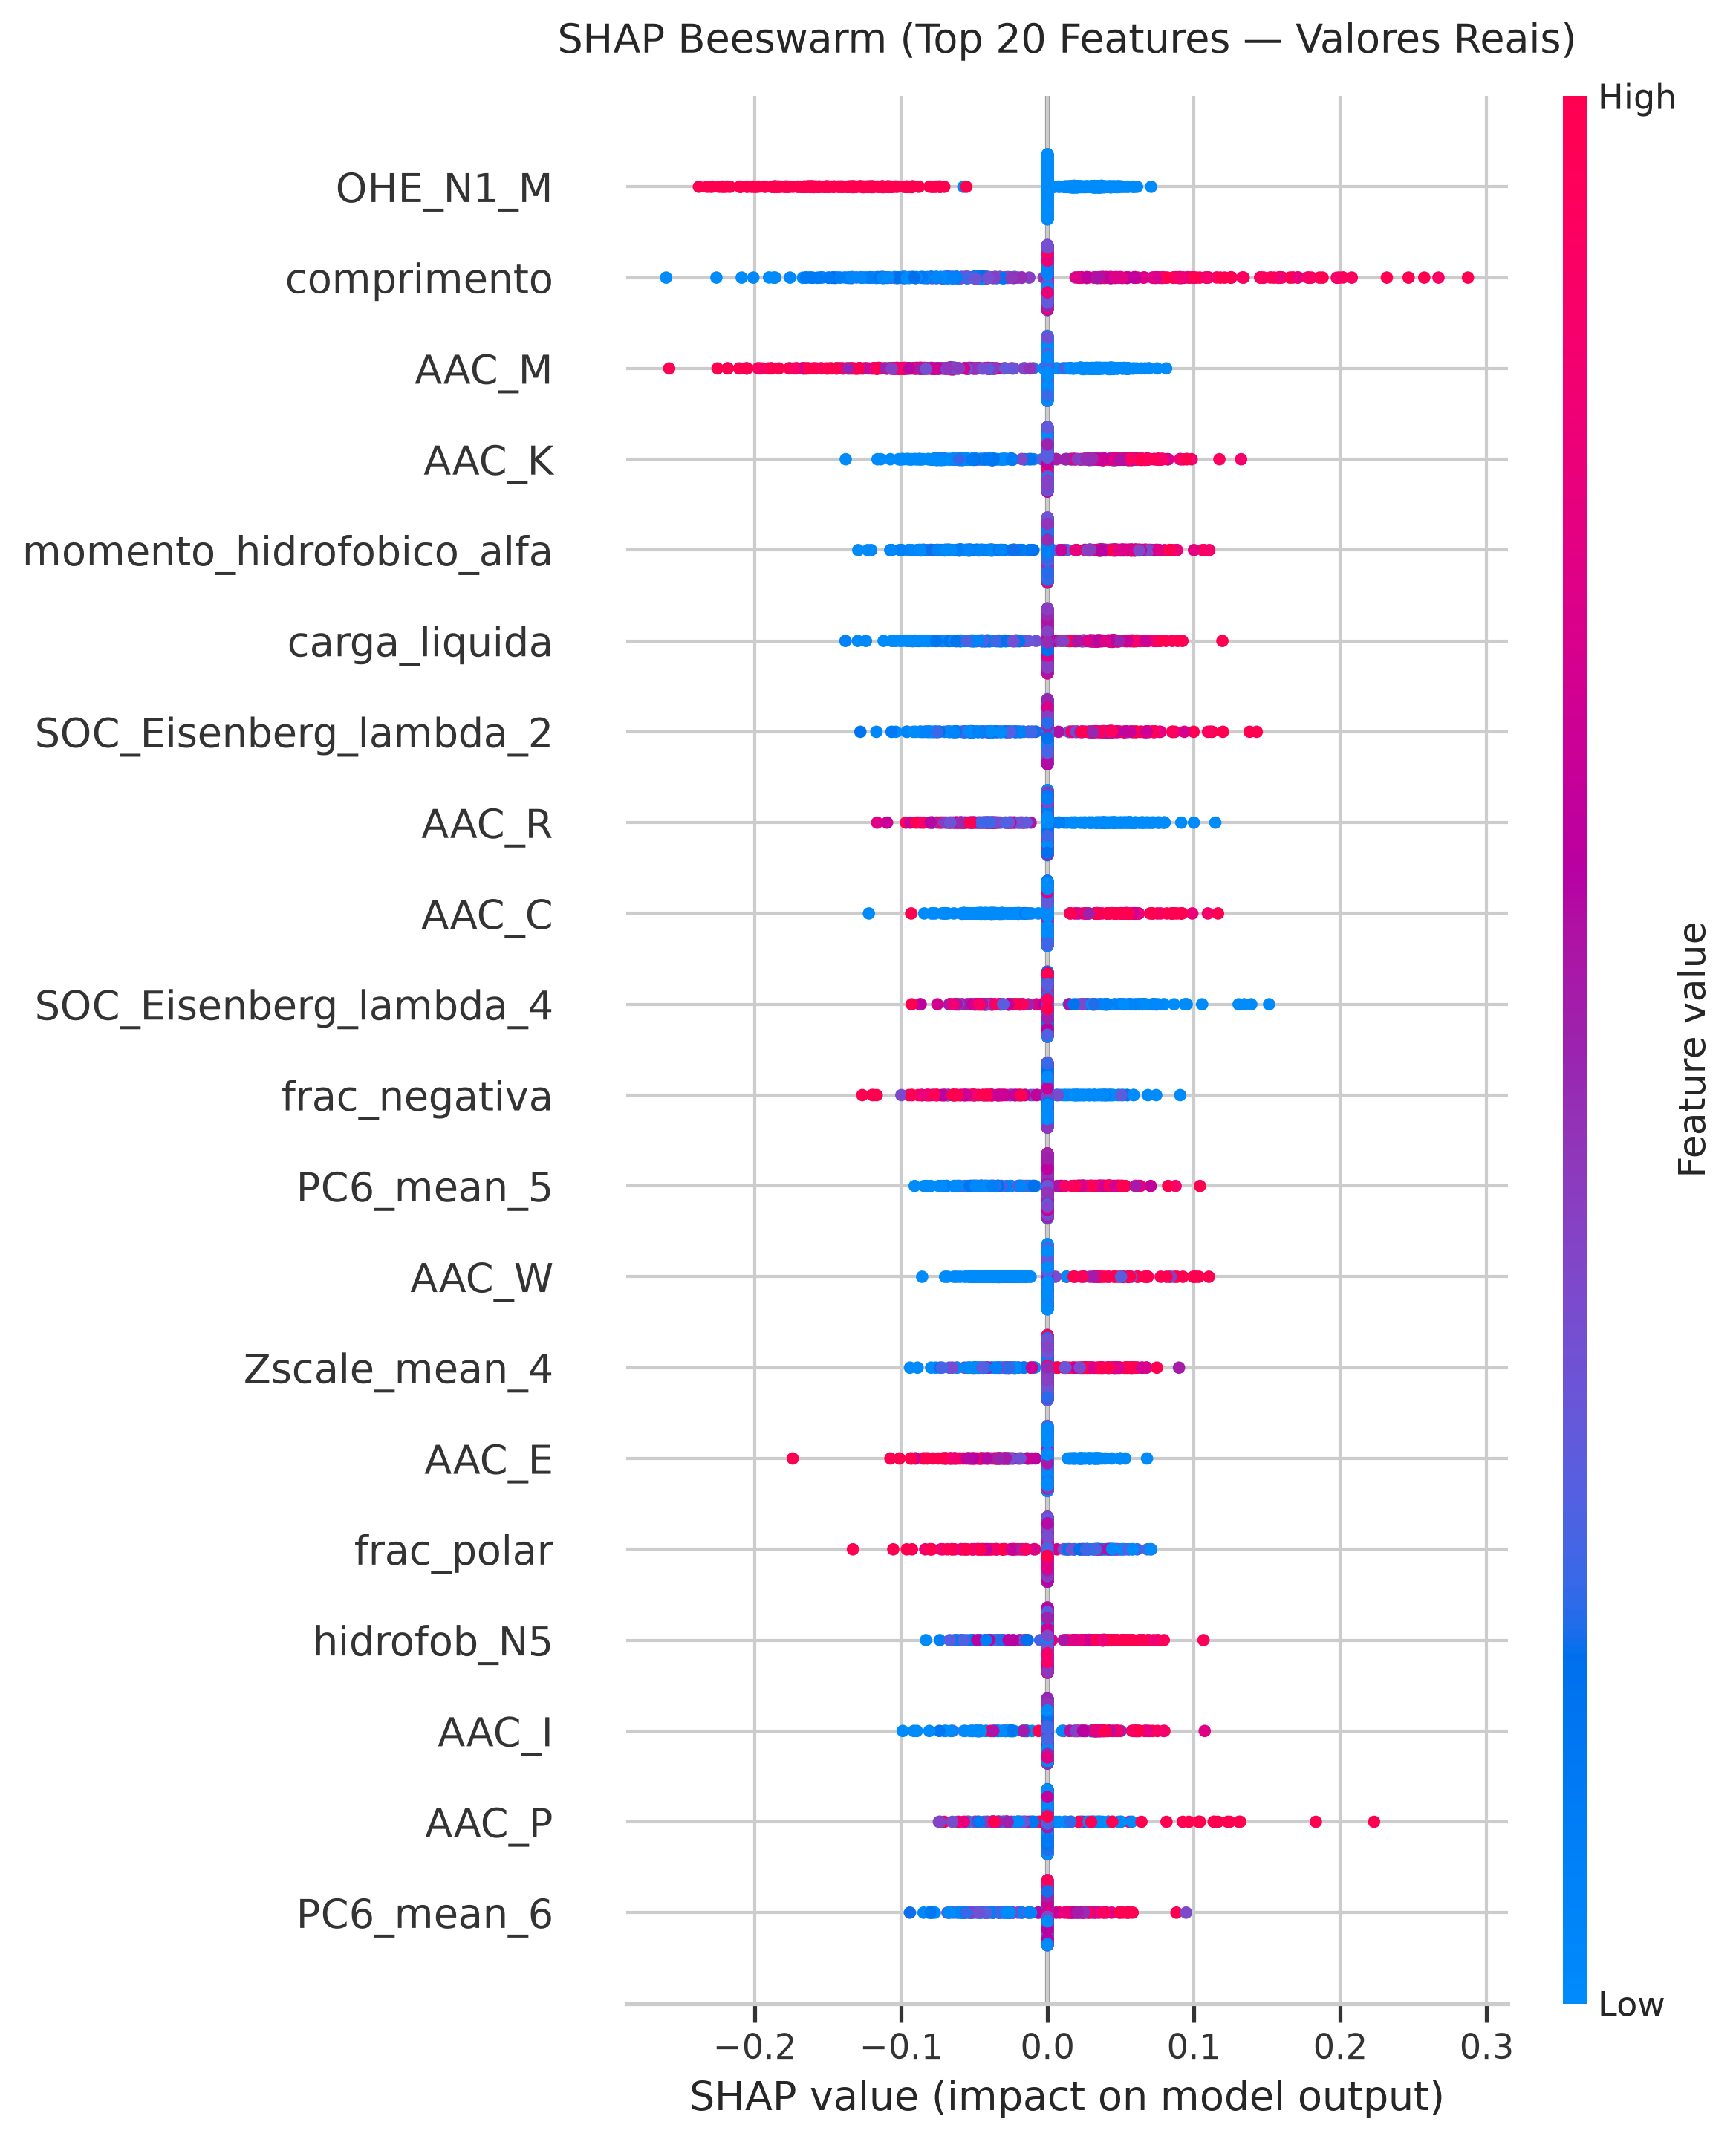 SHAP Beeswarm (Top 20 Features — Valores Reais)
High
OHE_N1_M
comprimento
AAC_M
AAC_K
momento_hidrofobico_alfa
carga_liquida
SOC_Eisenberg_lambda_2
AAC_R
AAC_C
SOC_Eisenberg_lambda_4
frac_negativa
PC6_mean_5
AAC_W
Zscale_mean_4
AAC_E
frac_polar
hidrofob_N5
AAC_I
AAC_P
PC6_mean_6
Feature value
Low
−0.2 −0.1 0.0 0.1 0.2 0.3
SHAP value (impact on model output)